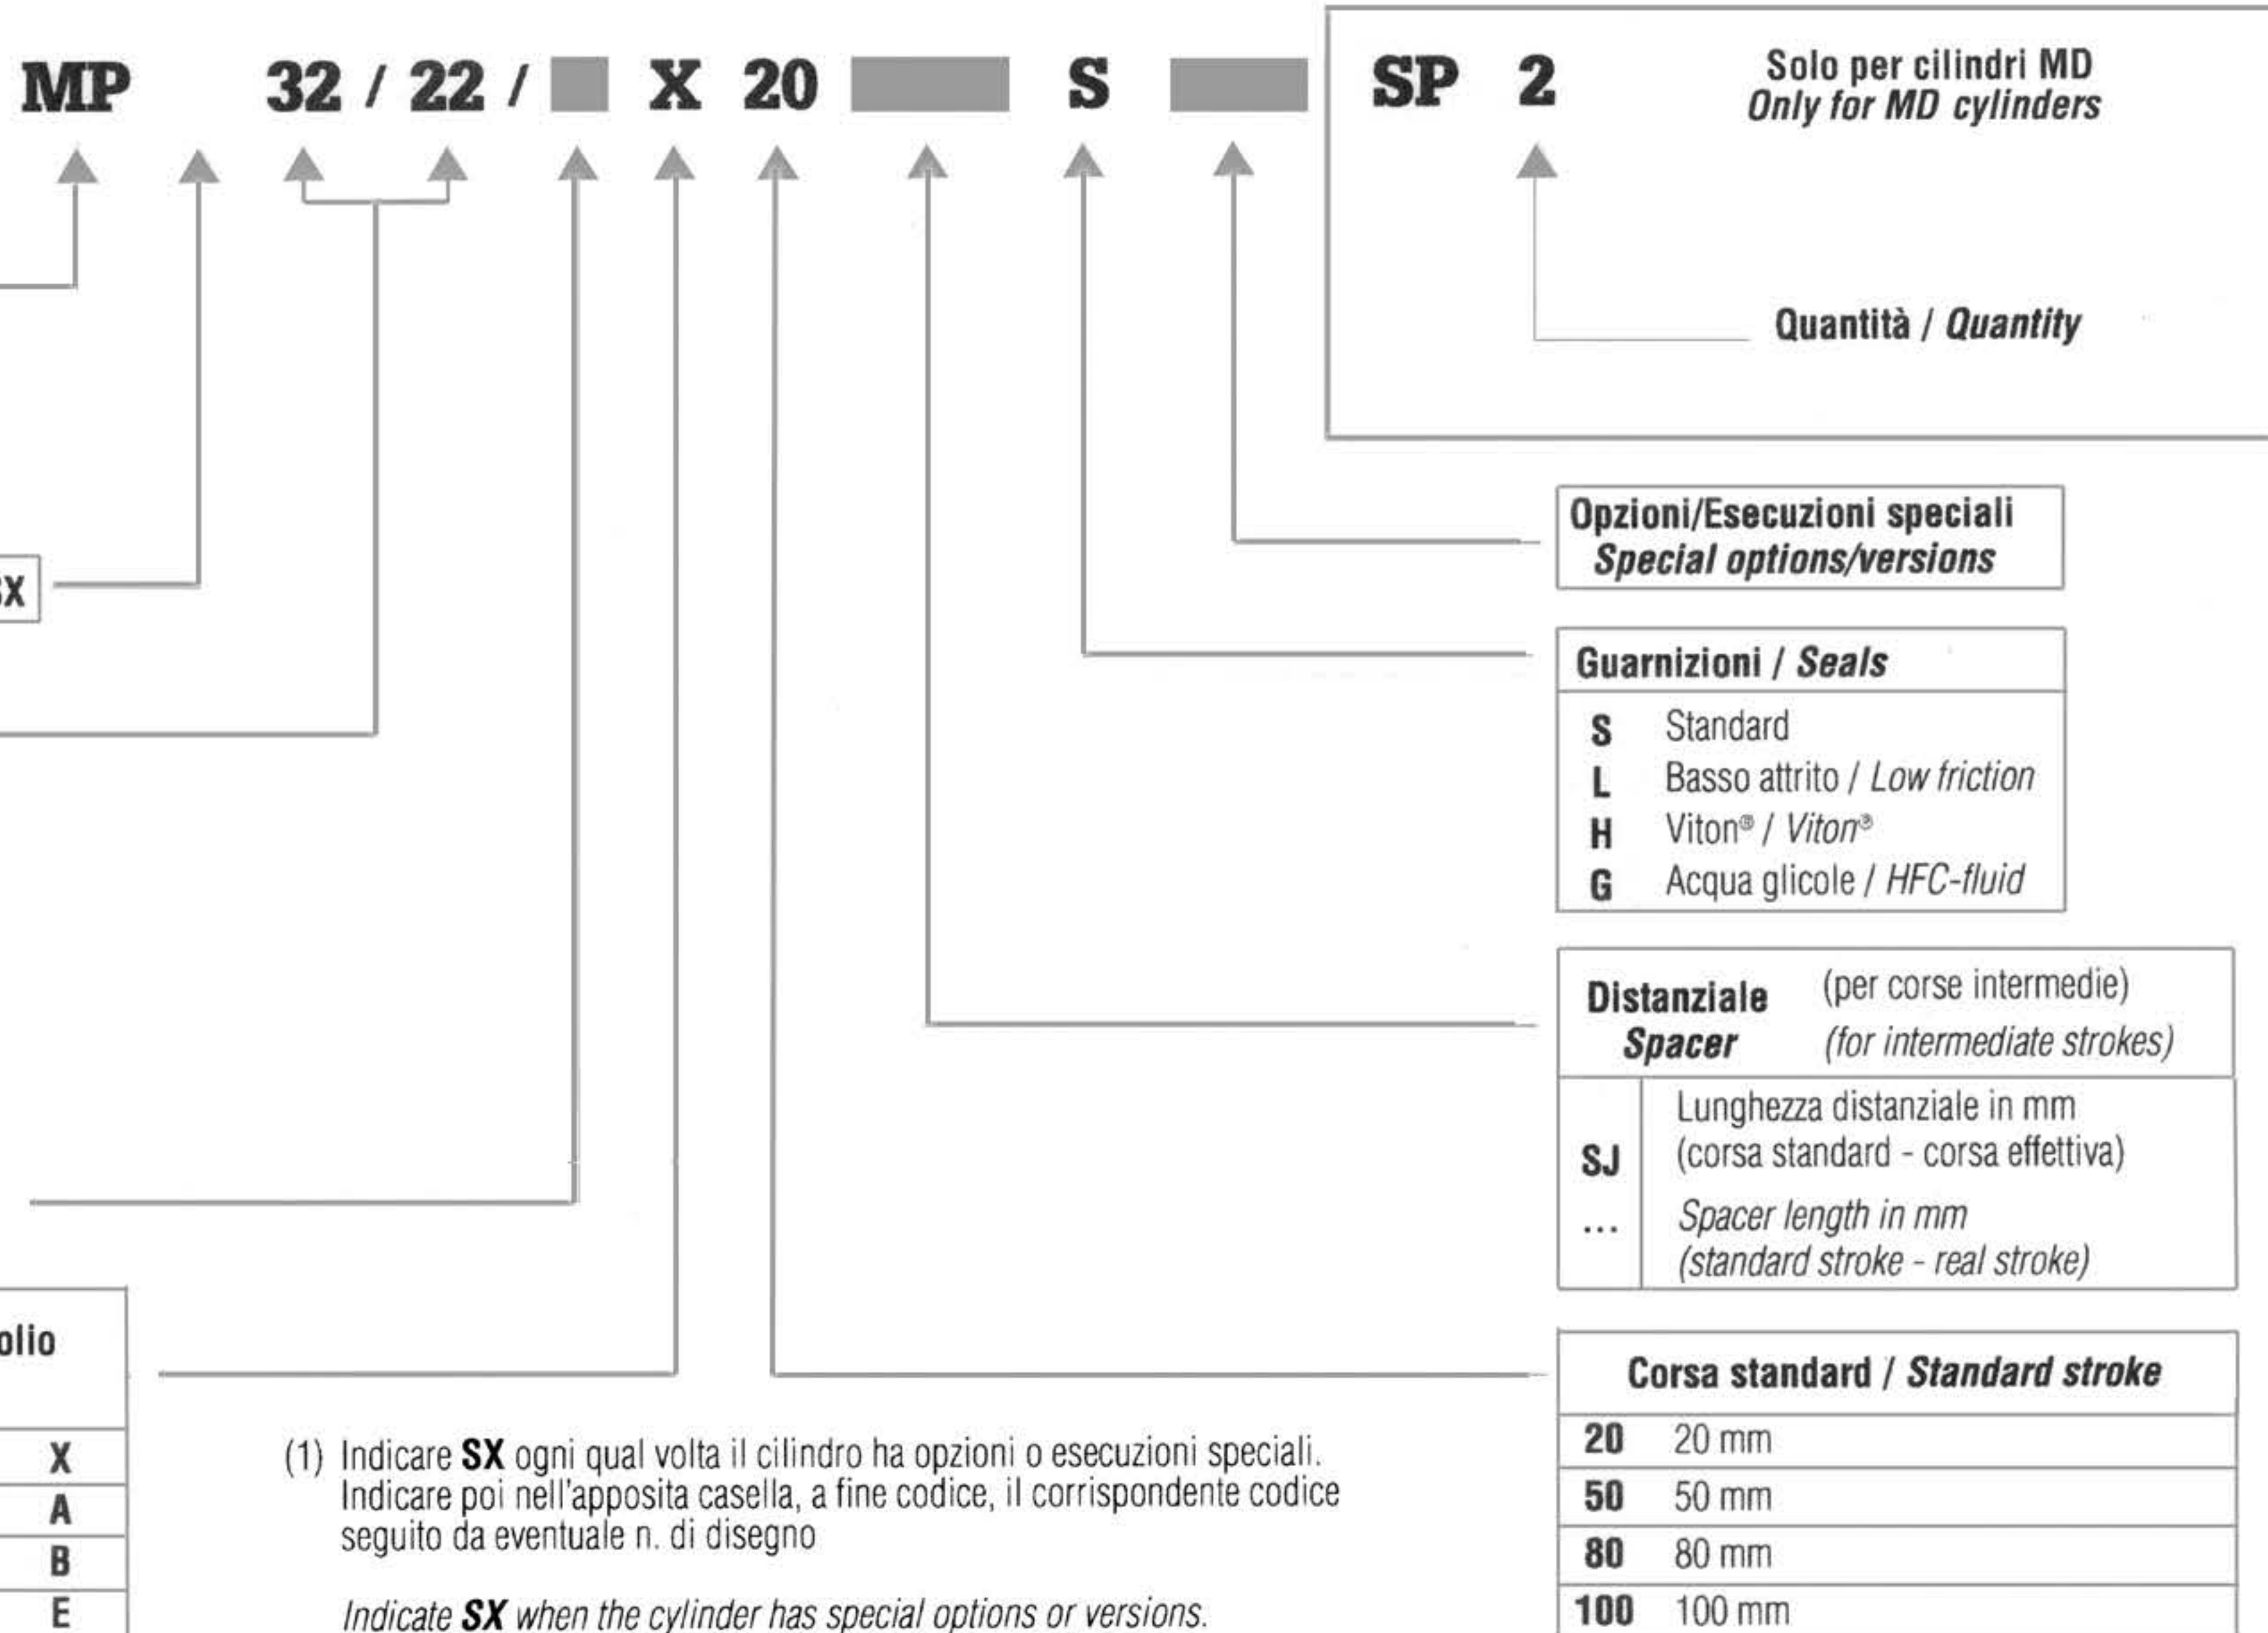 MP 32 / 22 / X 20 S SP 2
Solo per cilindri MD
Only for MD cylinders
Quantità / Quantity
Opzioni/Esecuzioni speciali
Special options/versions
SX
Guarnizioni / Seals
S Standard
L Basso attrito / Low friction
H Viton® / Viton®
G Acqua glicole / HFC-fluid
Distanziale (per corse intermedie)
Spacer (for intermediate strokes)
SJ
...
Lunghezza distanziale in mm
(corsa standard - corsa effettiva)
Spacer length in mm
(standard stroke - real stroke)
olio
X
A
B
E
(1) Indicare SX ogni qual volta il cilindro ha opzioni o esecuzioni speciali.
Indicare poi nell'apposita casella, a fine codice, il corrispondente codice
seguito da eventuale n. di disegno
Indicate SX when the cylinder has special options or versions.
Corsa standard / Standard stroke
20 20 mm
50 50 mm
80 80 mm
100 100 mm